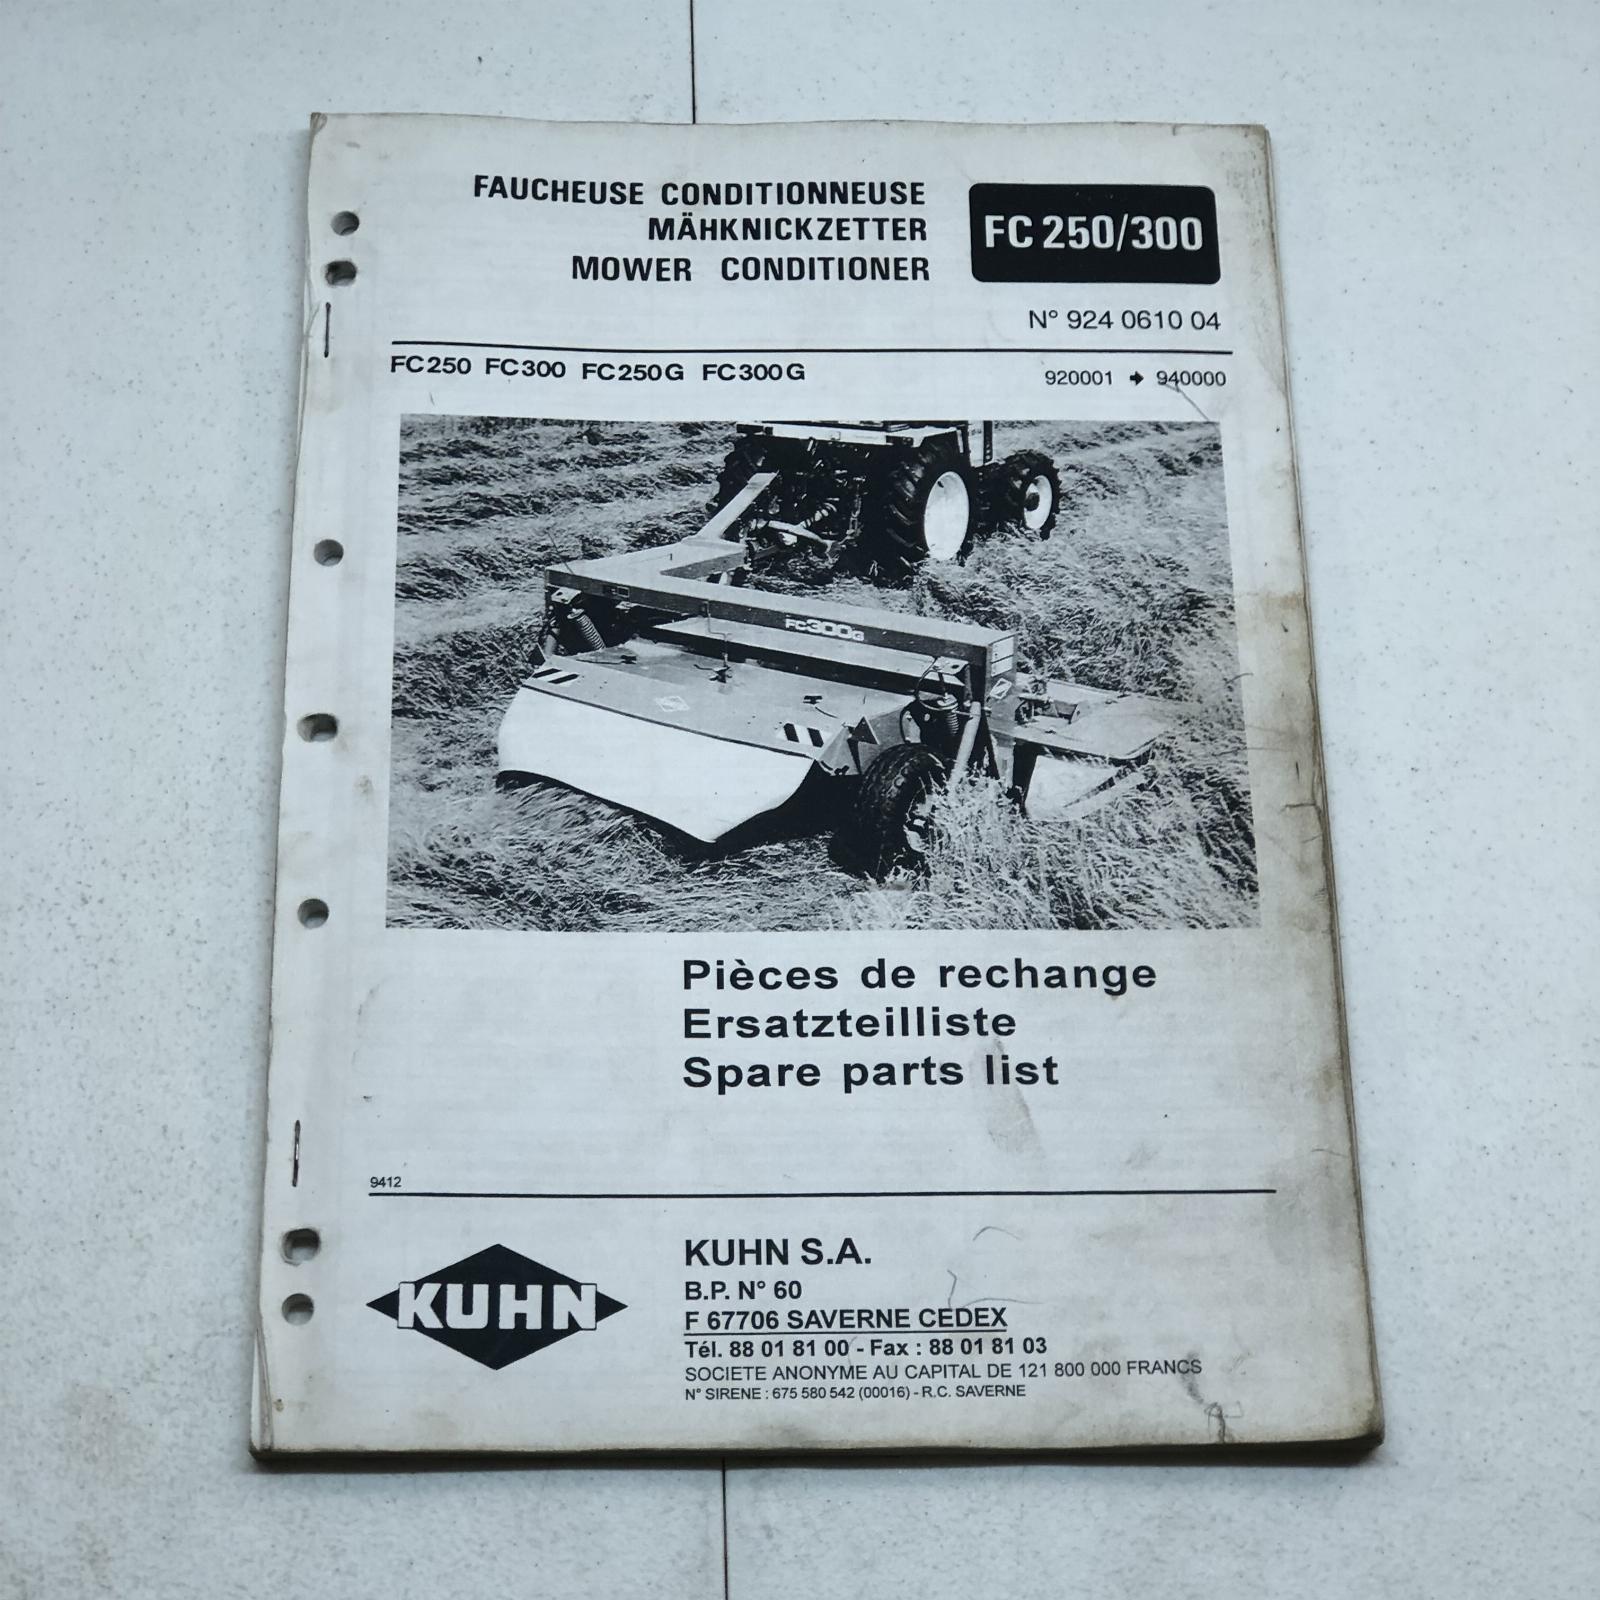 FAUCHEUSE CONDITIONNEUSE
MÄHKNICKZETTER
MOWER CONDITIONER
FC 250/300
N° 924 0610 04
FC250 FC300 FC250G FC300G
920001 → 940000
FC300G
Pièces de rechange
Ersatzteilliste
Spare parts list
9412
KUHN
KUHN S.A.
B.P. N° 60
F 67706 SAVERNE CEDEX
Tél. 88 01 81 00 - Fax : 88 01 81 03
SOCIETE ANONYME AU CAPITAL DE 121 800 000 FRANCS
N° SIRENE : 675 580 542 (00016) - R.C. SAVERNE